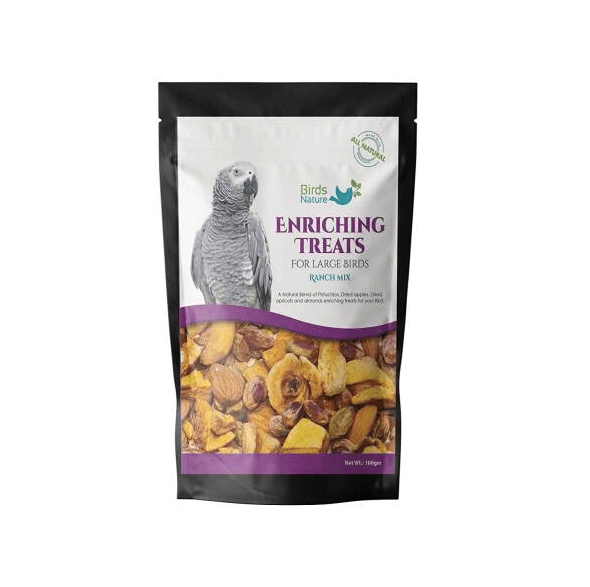 ALL NATURAL
Birds
Nature
ENRICHING
TREATS
FOR LARGE BIRDS
RANCH MIX
A Natural Blend of Pistachios, Dried apples, Dried
apricots and almonds enriching treats for your Bird.
Net Wt.: 100gm